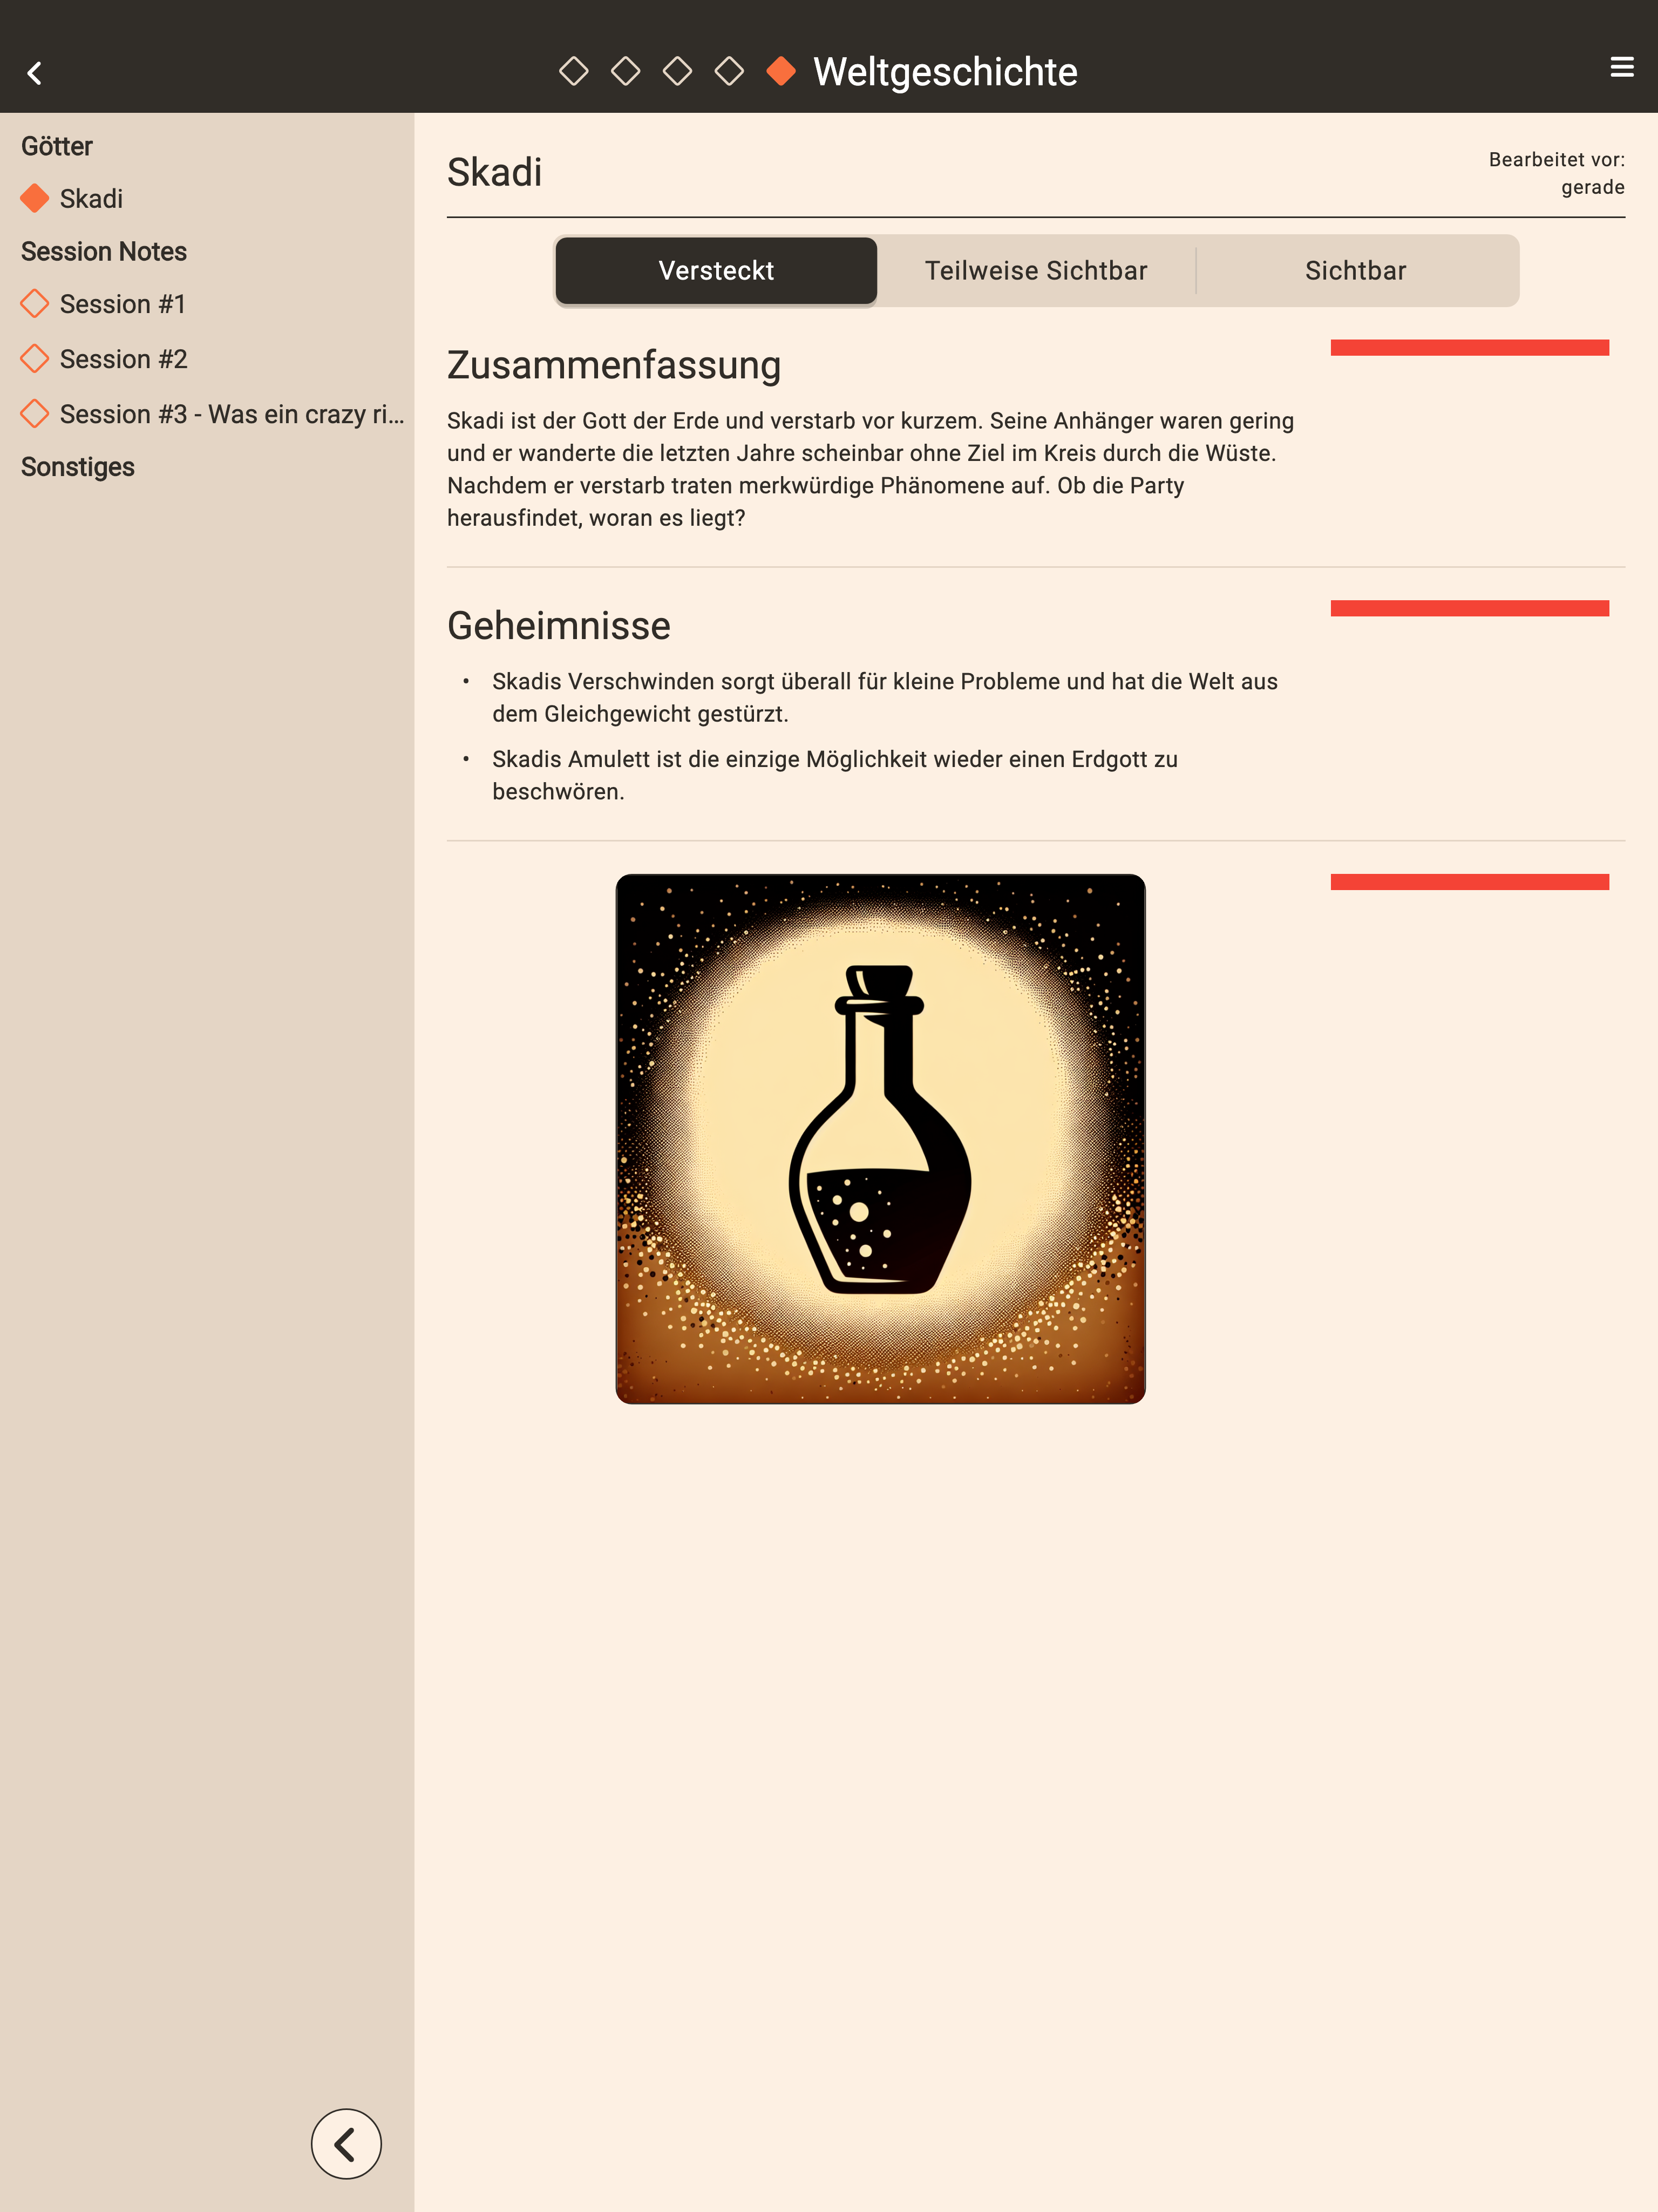 Weltgeschichte
Götter
Skadi
Session Notes
Session #1
Session #2
Session #3 - Was ein crazy ri...
Sonstiges
Skadi
Bearbeitet vor:
gerade
Versteckt
Teilweise Sichtbar
Sichtbar
Zusammenfassung
Skadi ist der Gott der Erde und verstarb vor kurzem. Seine Anhänger waren gering
und er wanderte die letzten Jahre scheinbar ohne Ziel im Kreis durch die Wüste.
Nachdem er verstarb traten merkwürdige Phänomene auf. Ob die Party
herausfindet, woran es liegt?
Geheimnisse
• Skadis Verschwinden sorgt überall für kleine Probleme und hat die Welt aus
dem Gleichgewicht gestürzt.
• Skadis Amulett ist die einzige Möglichkeit wieder einen Erdgott zu
beschwören.